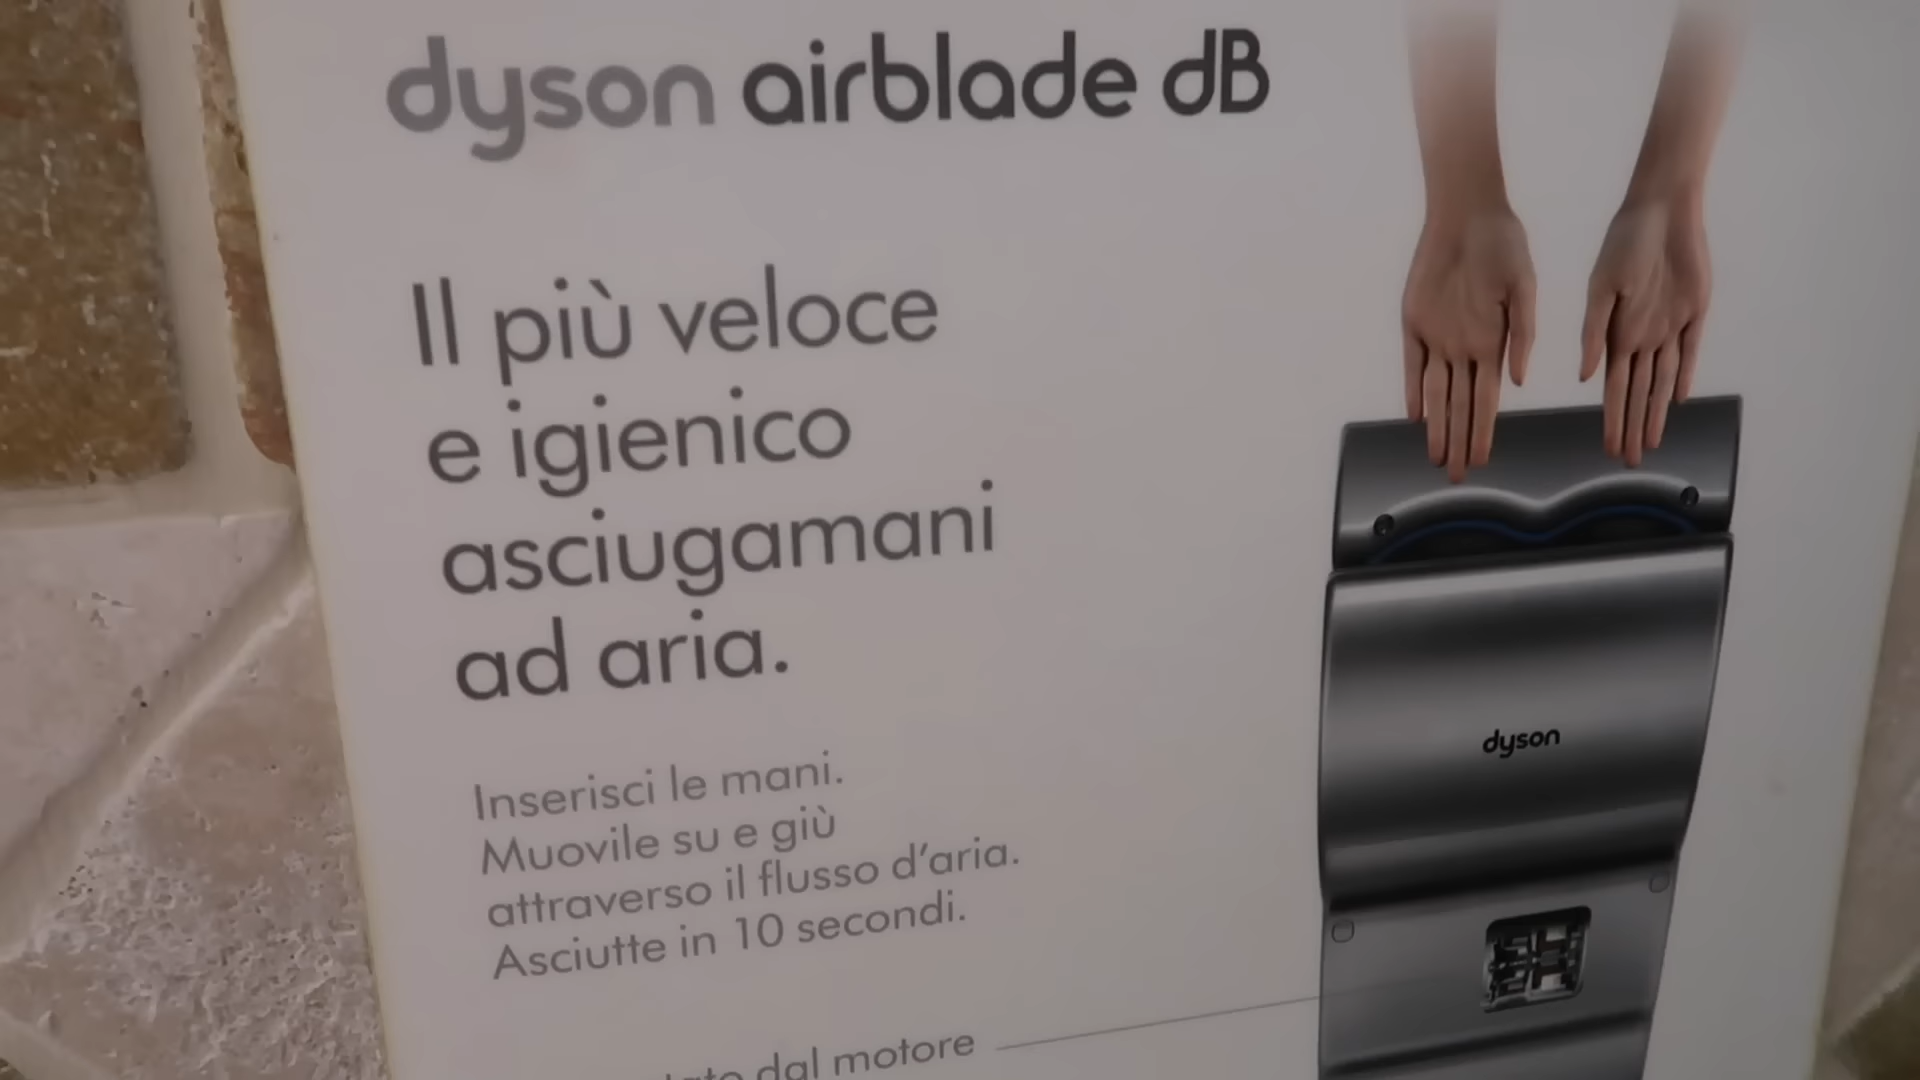 dyson airblade dB
Il più veloce
e igienico
asciugamani
ad aria.
Inserisci le mani.
Muovile su e giù
attraverso il flusso d'aria.
Asciutte in 10 secondi.
dal motore
dyson